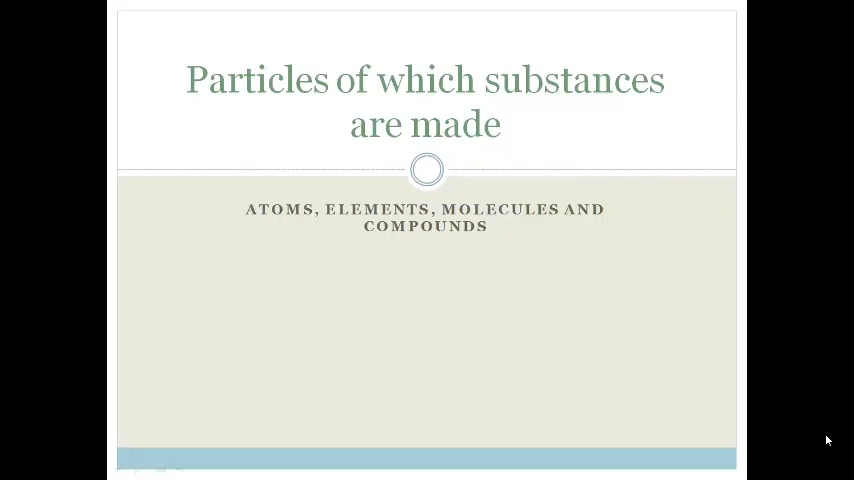 Particles of which substances
are made
ATOMS, ELEMENTS, MOLECULES AND
COMPOUNDS